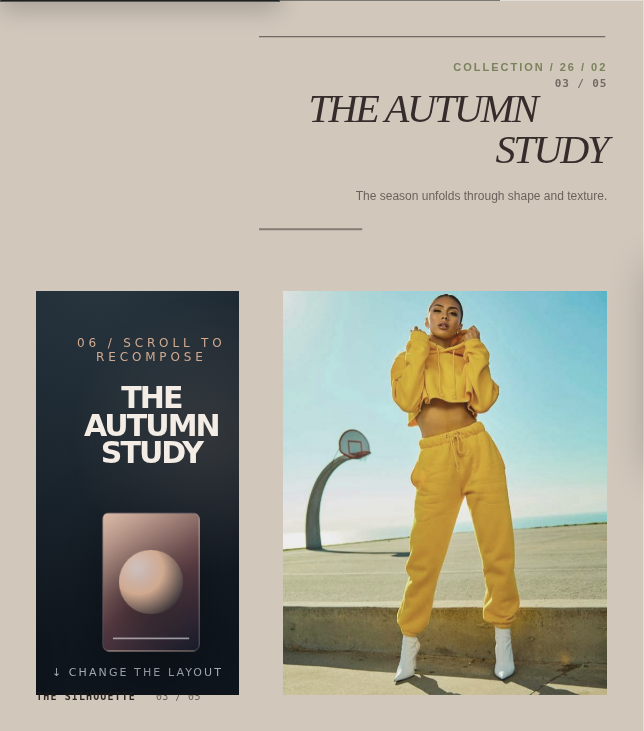 COLLECTION / 26 / 02
03 / 05
THE AUTUMN
STUDY
The season unfolds through shape and texture.
06 / SCROLL TO
RECOMPOSE
THE
AUTUMN
STUDY
↓ CHANGE THE LAYOUT
THE SILHOUETTE 03 / 05